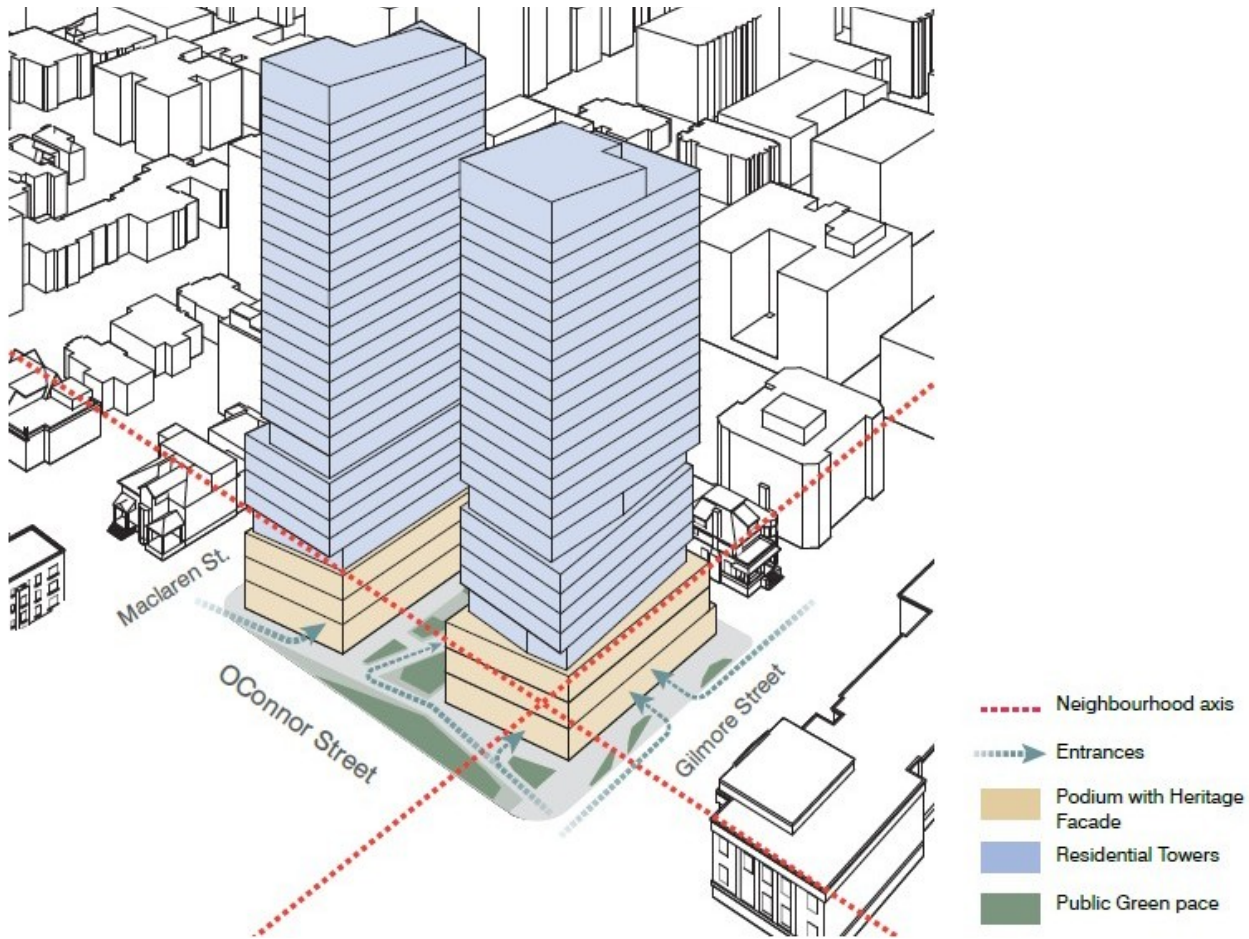 Maclaren St.
OConnor Street
Gilmore Street
Neighbourhood axis
Entrances
Podium with Heritage
Facade
Residential Towers
Public Green pace